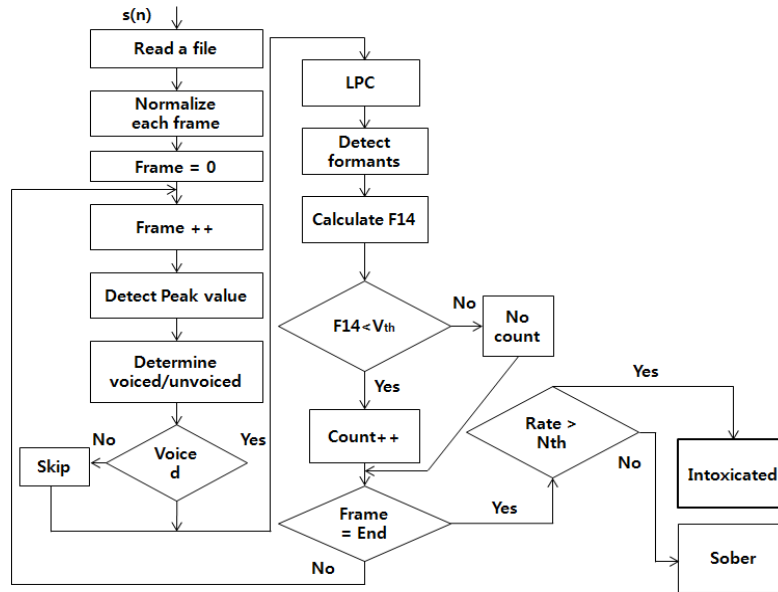 s(n)
Read a file
Normalize
each frame
Frame = 0
Frame ++
Detect Peak value
Determine
voiced/unvoiced
No
Voice
d
Yes
Skip
LPC
Detect
formants
Calculate F14
F14<Vth
No
No
count
Yes
Count++
Frame
= End
No
Yes
Rate >
Nth
Yes
No
Intoxicated
Sober